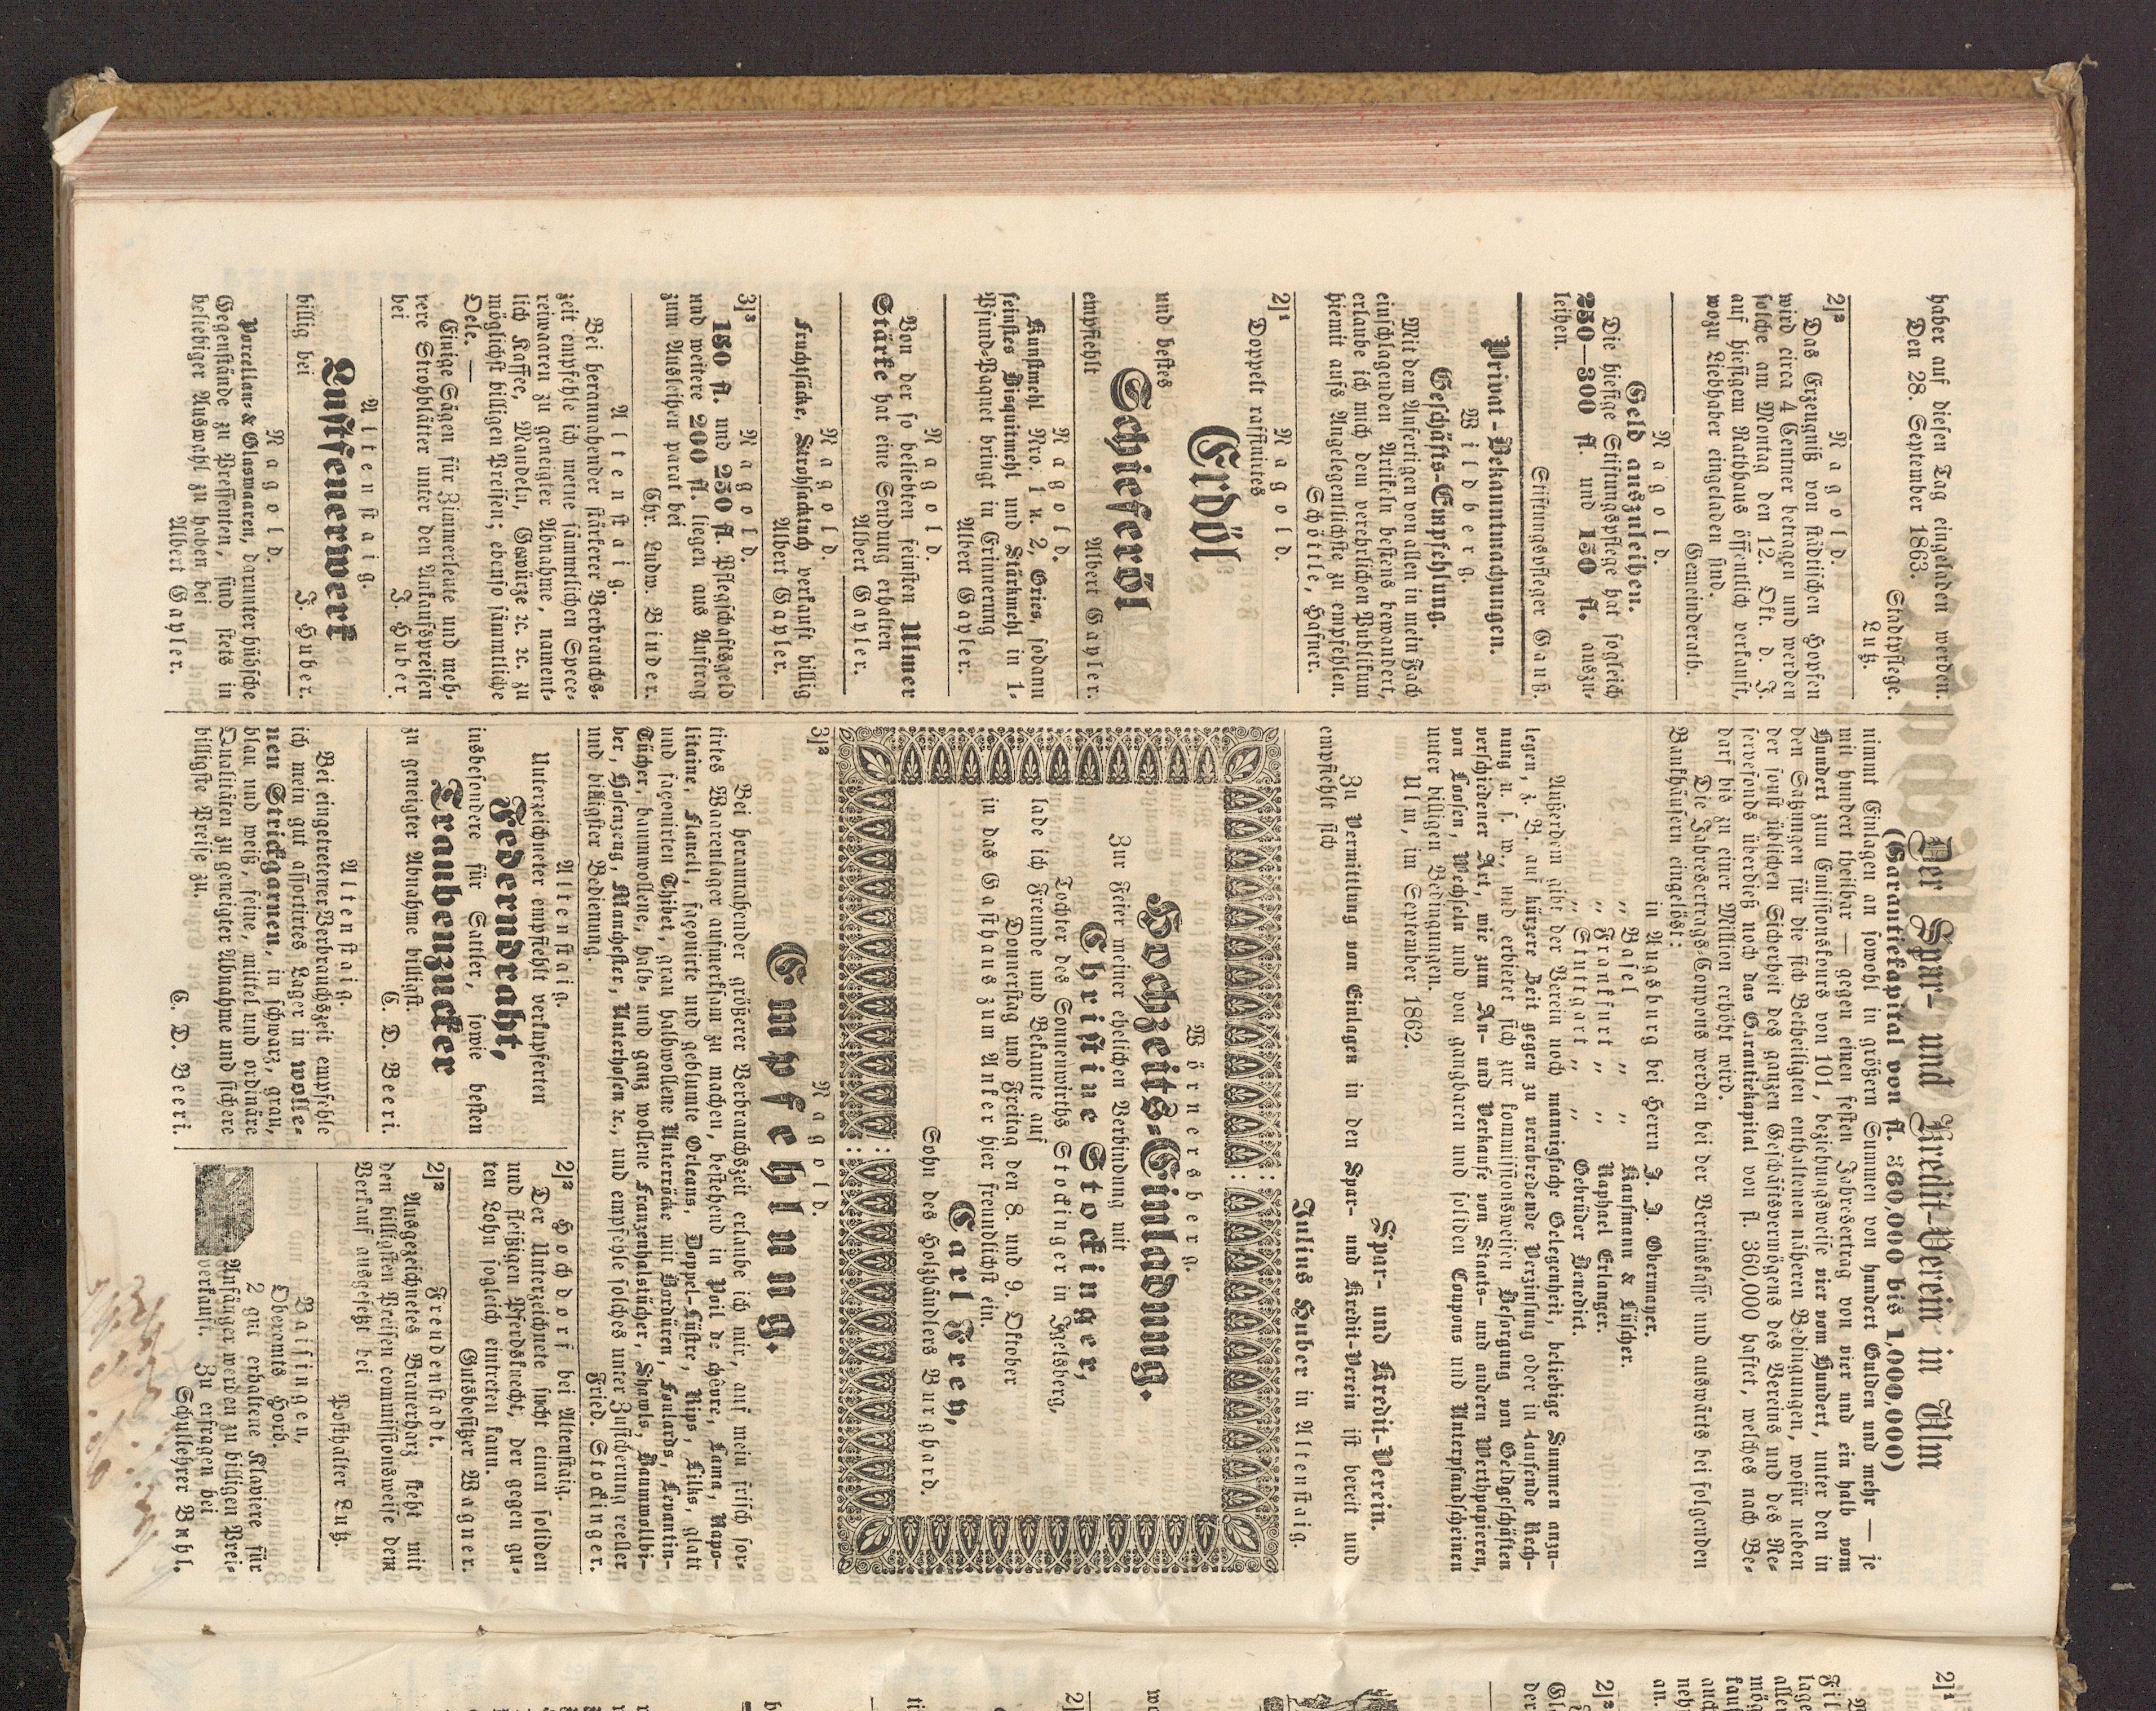 haber auf diesen Tag eingeladen werden.
Den 28. September 1863.
Stadtpflege.
Lutz.
2|2 Nagold.
Das Erzeugniß von städtischen Hopfen
wird circa 4 Centner betragen und werden
solche am Montag den 12. Okt. d. J.
auf hiesigem Rathhaus öffentlich verkauft,
wozu Liebhaber eingeladen sind.
Gemeinderath.
Nagold.
Geld auszuleihen.
Die hiesige Stiftungspflege hat sogleich
250—300 fl. und 150 fl. auszu-
leihen.
Stiftungspfleger Gauß.
Privat-Bekanntmachungen.
Wildberg.
Geschäfts-Empfehlung.
Mit dem Anfertigen von allen in mein Fach
einschlagenden Artikeln bestens bewandert,
erlaube ich mich dem verehrlichen Publikum
hiemit aufs Angelegentlichste zu empfehlen.
Schöttle, Hafner.
2|1 Nagold.
Doppelt raffinirtes
Erdöl
und bestes
Schieferöl
empfiehlt Albert Gayler.
Nagold.
Kunstmehl Nro. 1 u. 2, Gries, sodann
feinstes Bisquitmehl und Stärkmehl in 1-
Pfund-Paquet bringt in Erinnerung
Albert Gayler.
Nagold.
Von der so beliebten feinsten Ulmer
Stärke hat eine Sendung erhalten
Albert Gayler.
Nagold.
Fruchtsäcke, Strohsacktuch verkauft billig
Albert Gayler.
3|3 Nagold.
150 fl. und 250 fl. Pflegschaftsgeld
und weitere 200 fl. liegen aus Auftrag
zum Ausleihen parat bei
Chr. Ludw. Binder.
Altenstaig.
Bei herannahender stärkerer Verbrauchs-
zeit empfehle ich meine sämmtlichen Spece-
reiwaaren zu geneigter Abnahme, nament-
lich Kaffee, Mandeln, Gewürze ꝛc. ꝛc. zu
möglichst billigen Preisen; ebenso sämmtliche
Oele. —
Einige Sägen für Zimmerleute und meh-
rere Strohblätter unter den Ankaufspreisen
bei J. Huber.
Altenstaig.
Lustfeuerwerk
billig bei J. Huber.
Nagold.
Porcellan- & Glaswaaren, darunter hübsche
Gegenstände zu Pressenten, sind stets in
beliebiger Auswahl zu haben bei
Albert Gayler.
Der Spar- und Kredit-Verein in Ulm
(Garantiekapital von fl. 360,000 bis 1,000,000)
nimmt Einlagen an sowohl in größern Summen von hundert Gulden und mehr — je
mit hundert theilbar — gegen einen festen Jahresertrag von vier und ein halb vom
Hundert zum Emissionskurs von 101, beziehungsweise vier vom Hundert, unter den in
den Satzungen für die sich Betheiligten enthaltenen näheren Bedingungen, wofür neben
der sonst üblichen Sicherheit des ganzen Geschäftsvermögens des Vereins und des Re-
servefonds überdieß noch das Garantiekapital von fl. 360,000 haftet, welches nach Be-
darf bis zu einer Million erhöht wird.
Die Jahresertrags-Coupons werden bei der Vereinskasse und auswärts bei folgenden
Bankhäusern eingelöst:
in Augsburg bei Herrn J. J. Obermayer.
„ Basel „ „ Kaufmann & Lüscher.
„ Frankfurt „ „ Raphael Erlanger.
„ Stuttgart „ „ Gebrüder Benedict.
Außerdem gibt der Verein noch mannigfache Gelegenheit, beliebige Summen anzu-
legen, z. B. auf kürzere Zeit gegen zu verabredende Verzinsung oder in laufende Rech-
nung u. s. w., und erbietet sich zur kommissionsweisen Besorgung von Geldgeschäften
verschiedener Art, wie zum An- und Verkaufe von Staats- und andern Werthpapieren,
von Loosen, Wechseln und von gangbaren und soliden Coupons und Unterpfandscheinen
unter billigen Bedingungen.
Ulm, im September 1862.
Spar- und Kredit-Verein.
Zu Vermittlung von Einlagen in den Spar- und Kredit-Verein ist bereit und
empfiehlt sich
Julius Huber in Altenstaig.
Wörnersberg.
Hochzeits-Einladung.
Zur Feier meiner ehelichen Verbindung mit
Christine Stockinger,
Tochter des Sonnenwirths Stockinger in Igelsberg,
lade ich Freunde und Bekannte auf
Donnerstag und Freitag den 8. und 9. Oktober
in das Gasthaus zum Anker hier freundlichst ein.
Carl Frey,
Sohn des Holzhändlers Burghard.
3|2 Nagold.
Empfehlung.
Bei herannahender größerer Verbrauchszeit erlaube ich mir, auf mein frisch sor-
tirtes Waarenlager aufmerksam zu machen, bestehend in Poil de chêvre, Lama, Napo-
litaine, Flanell, façonirte und geblumte Orleans, Doppel-Lüstre, Rips, Lilks, glatt
und façonirten Thibet, grau halbwollene Unterröcke mit Bordüren, Foulards, Levantin-
Tücher, baumwollene, halb- und ganz wollene Franzenhalstücher, Shawls, Baumwollbi-
ber, Hosenzeug, Manchester, Unterhosen ꝛc., und empfehle solches unter Zusicherung reeller
und billigster Bedienung.
Fried. Stockinger.
Altenstaig.
Unterzeichneter empfiehlt verkupferten
Federndraht,
insbesondere für Sattler, sowie besten
Traubenzucker
zu geneigter Abnahme billigst.
C. D. Beeri.
Altenstaig.
Bei eingetretener Verbrauchszeit empfehle
ich mein gut assortirtes Lager in wolle-
nen Strickgarnen, in schwarz, grau,
blau und weiß, feine, mittel und ordinäre
Qualitäten zu geneigter Abnahme und sichere
billigste Preise zu.
C. D. Beeri.
2|2 Hochdorf bei Altenstaig.
Der Unterzeichnete sucht einen soliden
und fleißigen Pferdsknecht, der gegen gu-
ten Lohn sogleich eintreten kann.
Gutsbesitzer Wagner.
2|2 Freudenstadt.
Ausgezeichnetes Brauerharz steht mit
den billigsten Preisen commissionsweise dem
Verkauf ausgesetzt bei
Posthalter Lutz.
Baisingen,
Oberamts Horb.
2 gut erhaltene Klaviere für
Anfänger werden zu billigen Prei-
verkauft. Zu erfragen bei
Schullehrer Buhl.
2|1
2|2
an.